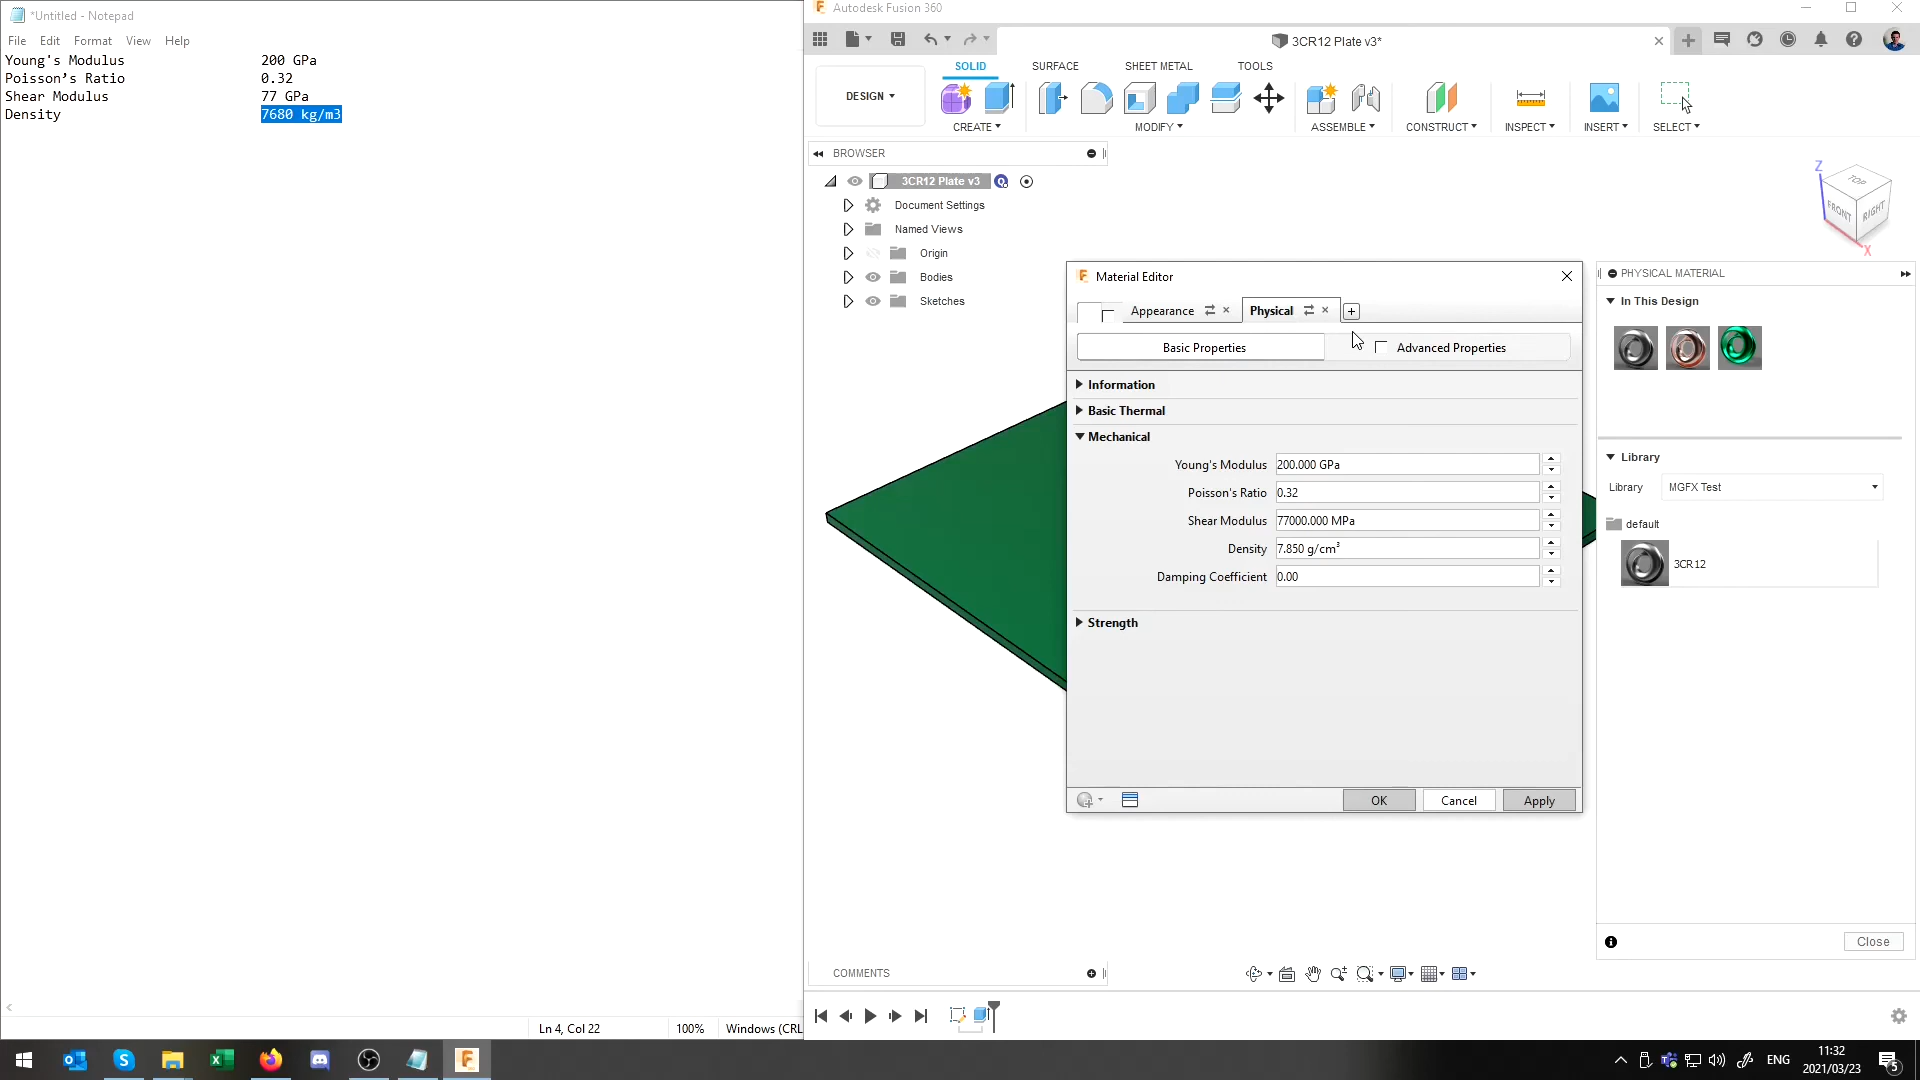 *Untitled - Notepad
File Edit Format View Help
Young's Modulus 200 GPa
Poisson’s Ratio 0.32
Shear Modulus 77 GPa
Density 7680 kg/m3
Ln 4, Col 22 100% Windows (CRL
Autodesk Fusion 360
3CR12 Plate v3*
DESIGN
SOLID SURFACE SHEET METAL TOOLS
CREATE MODIFY ASSEMBLE CONSTRUCT INSPECT INSERT SELECT
BROWSER
3CR12 Plate v3
Document Settings
Named Views
Origin
Bodies
Sketches
Z
TOP
FRONT RIGHT
X
Material Editor
Appearance Physical
Basic Properties Advanced Properties
Information
Basic Thermal
Mechanical
Young's Modulus 200.000 GPa
Poisson's Ratio 0.32
Shear Modulus 77000.000 MPa
Density 7.850 g/cm³
Damping Coefficient 0.00
Strength
OK Cancel Apply
PHYSICAL MATERIAL
In This Design
Library
Library MGFX Test
default
3CR12
Close
COMMENTS
ENG 11:32
2021/03/23
5